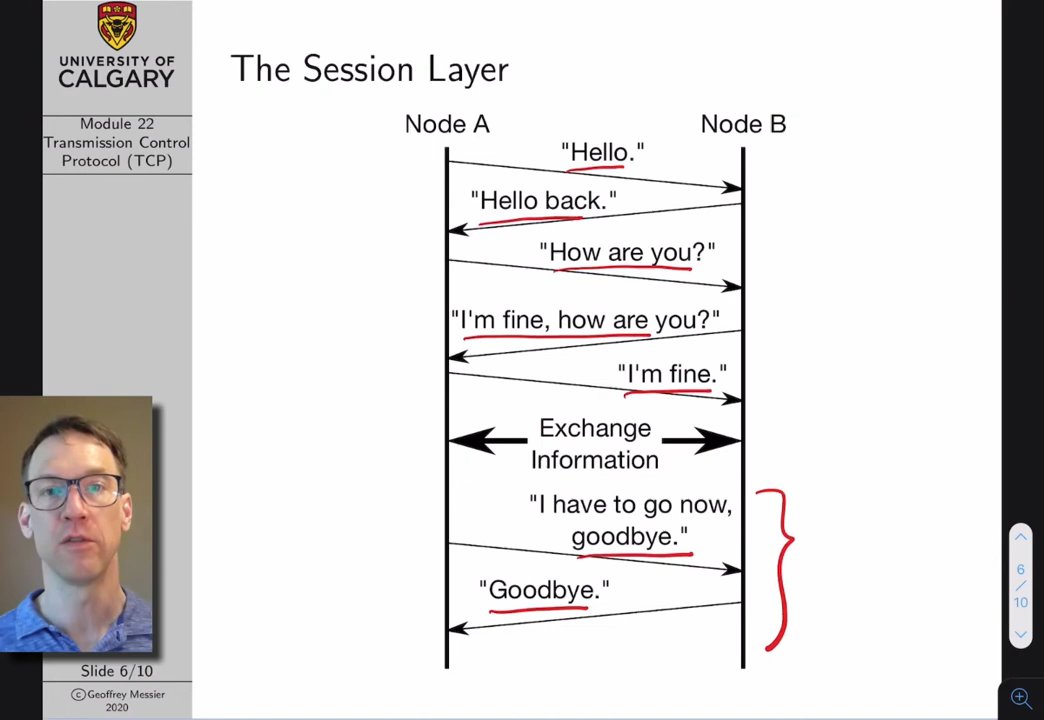 UNIVERSITY OF
CALGARY
Module 22
Transmission Control
Protocol (TCP)
The Session Layer
Node A
Node B
"Hello."
"Hello back."
"How are you?"
"I'm fine, how are you?"
"I'm fine."
Exchange
Information
"I have to go now,
goodbye."
"Goodbye."
6
/
10
Slide 6/10
©Geoffrey Messier
2020